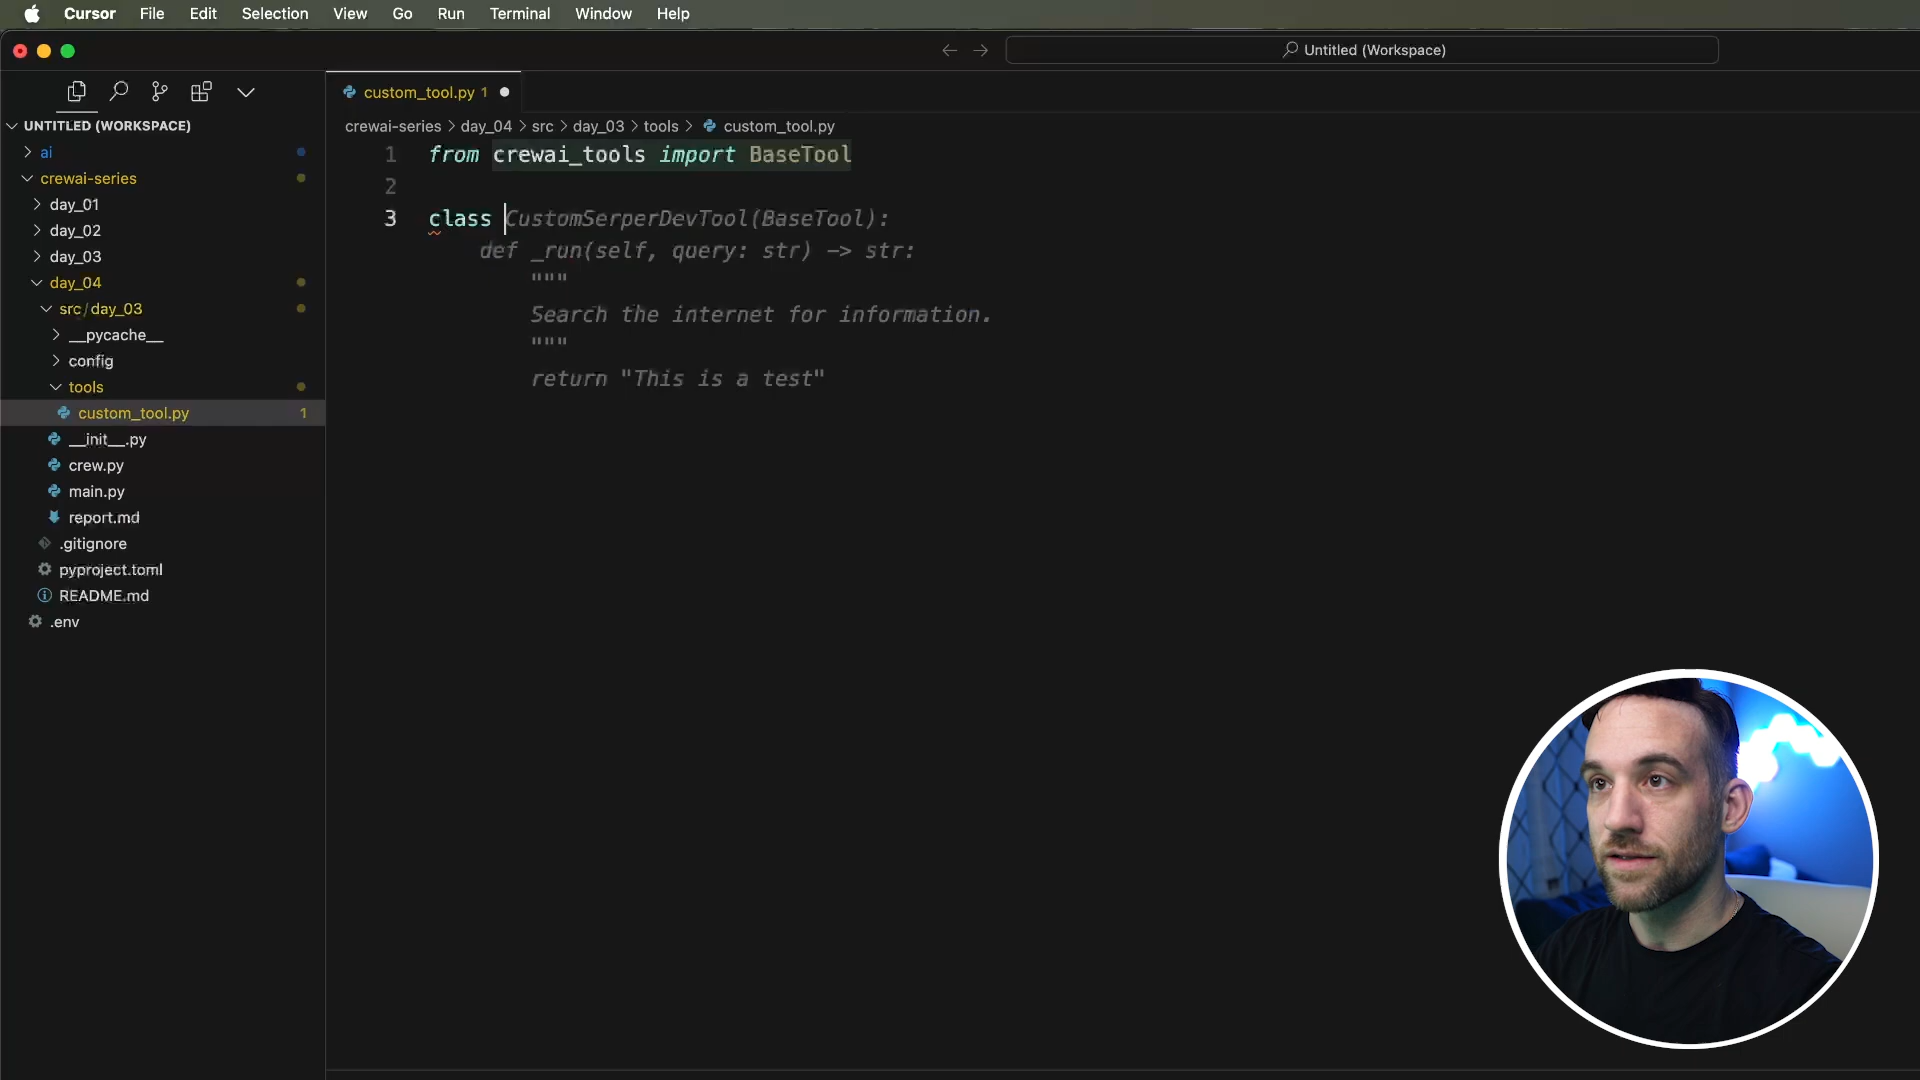 Cursor File Edit Selection View Go Run Terminal Window Help
Untitled (Workspace)
custom_tool.py 1
UNTITLED (WORKSPACE)
crewai-series > day_04 > src > day_03 > tools > custom_tool.py
ai
crewai-series
day_01
day_02
day_03
day_04
src / day_03
__pycache__
config
tools
custom_tool.py 1
__init__.py
crew.py
main.py
report.md
.gitignore
pyproject.toml
README.md
.env
1 from crewai_tools import BaseTool
2
3 class CustomSerperDevTool(BaseTool):
def _run(self, query: str) -> str:
"""
Search the internet for information.
"""
return "This is a test"